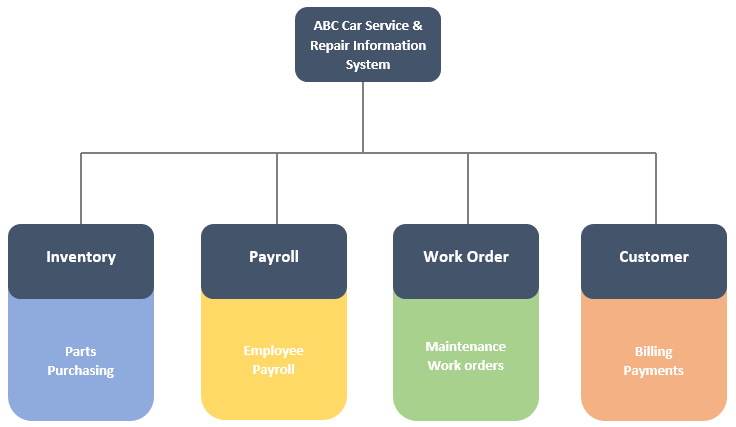 ABC Car Service &
Repair Information
System
Inventory
Payroll
Work Order
Customer
Parts
Purchasing
Employee
Payroll
Maintenance
Work orders
Billing
Payments